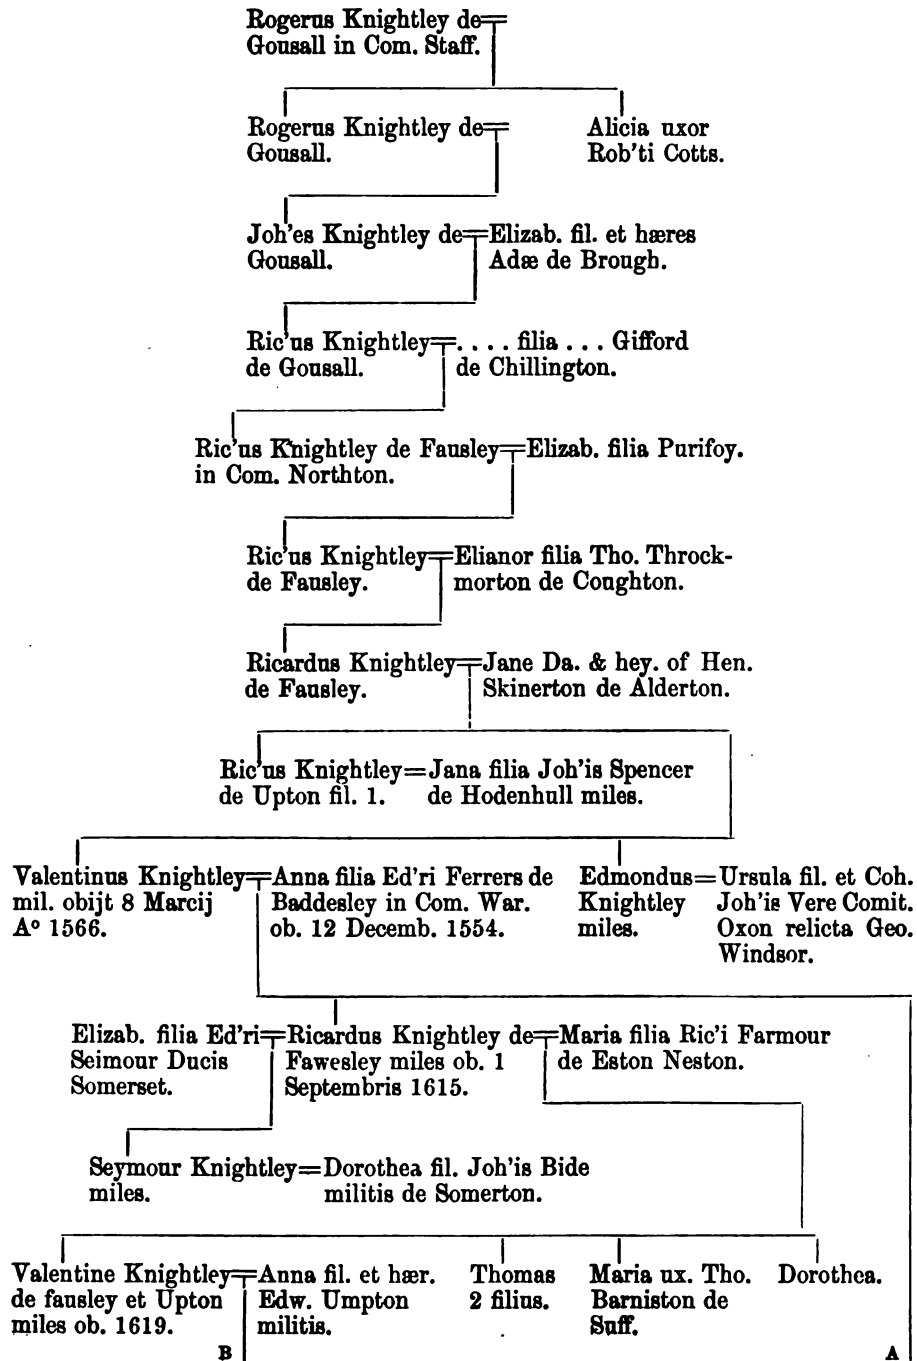 Rogerus Knightley de
Gousall in Com. Staff.
Rogerus Knightley de
Gousall.
Alicia uxor
Rob'ti Cotts.
Joh'es Knightley de
Gousall.
Elizab. fil. et hæres
Adæ de Brough.
Ric'us Knightley
de Gousall.
. . . . filia . . . Gifford
de Chillington.
Ric'us Knightley de Fausley
in Com. Northton.
Elizab. filia Purifoy.
Ric'us Knightley
de Fausley.
Elianor filia Tho. Throck-
morton de Coughton.
Ricardus Knightley
de Fausley.
Jane Da. & hey. of Hen.
Skinerton de Alderton.
Ric'us Knightley
de Upton fil. 1.
Jana filia Joh'is Spencer
de Hodenhull miles.
Valentinus Knightley
mil. obijt 8 Marcij
Aº 1566.
Anna filia Ed'ri Ferrers de
Baddesley in Com. War.
ob. 12 Decemb. 1554.
Edmondus
Knightley
miles.
Ursula fil. et Coh.
Joh'is Vere Comit.
Oxon relicta Geo.
Windsor.
Elizab. filia Ed'ri
Seimour Ducis
Somerset.
Ricardus Knightley de
Fawesley miles ob. 1
Septembris 1615.
Maria filia Ric'i Farmour
de Eston Neston.
Seymour Knightley
miles.
Dorothea fil. Joh'is Bide
militis de Somerton.
Valentine Knightley
de fausley et Upton
miles ob. 1619.
Anna fil. et hær.
Edw. Umpton
militis.
Thomas
2 filius.
Maria ux. Tho.
Barniston de
Suff.
Dorothea.
B
A